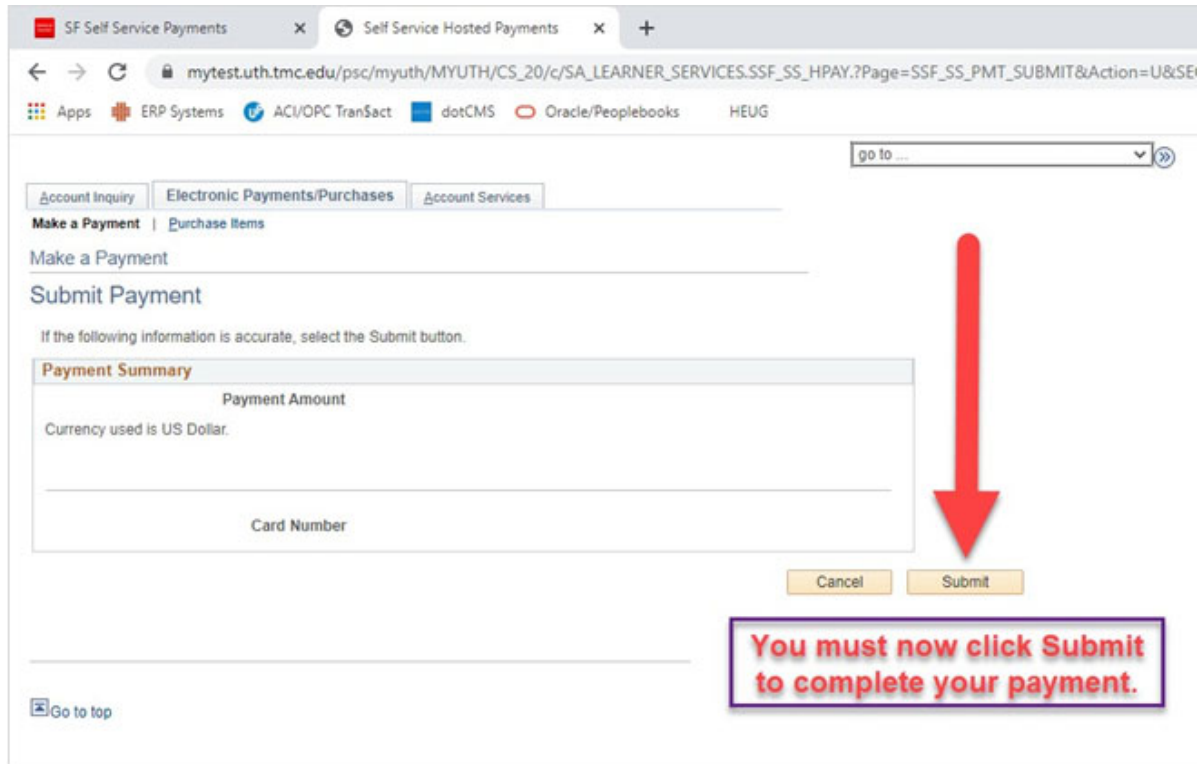 SF Self Service Payments
Self Service Hosted Payments
mytest.uth.tmc.edu/psc/myuth/MYUTH/CS_20/c/SA_LEARNER_SERVICES.SSF_SS_HPAY.?Page=SSF_SS_PMT_SUBMIT&Action=U&SE
Apps ERP Systems ACI/OPC Tran$act dotCMS Oracle/Peoplebooks HEUG
go to ...
Account Inquiry Electronic Payments/Purchases Account Services
Make a Payment | Purchase Items
Make a Payment
Submit Payment
If the following information is accurate, select the Submit button.
Payment Summary
Payment Amount
Currency used is US Dollar.
Card Number
Cancel Submit
You must now click Submit
to complete your payment.
Go to top